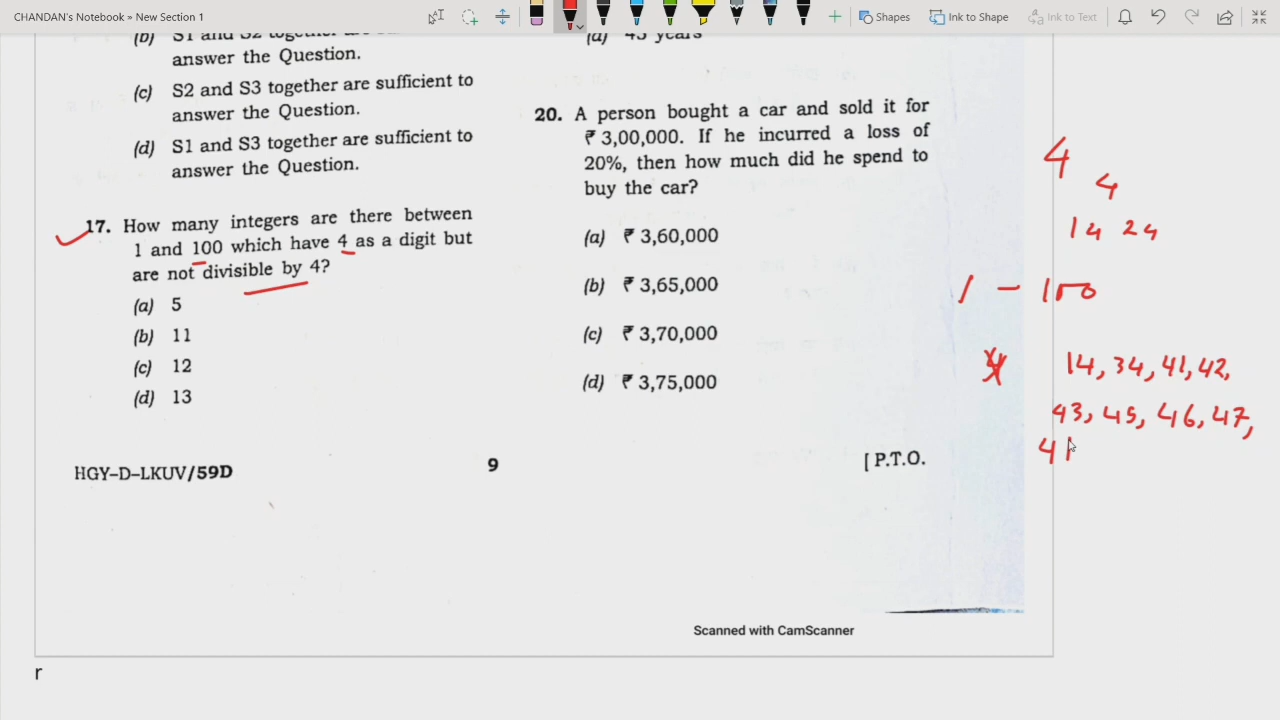 CHANDAN's Notebook » New Section 1
Shapes
Ink to Shape
Ink to Text
(b) S1 and S2 together are
answer the Question.
(c) S2 and S3 together are sufficient to
answer the Question.
(d) S1 and S3 together are sufficient to
answer the Question.
17. How many integers are there between
1 and 100 which have 4 as a digit but
are not divisible by 4?
(a) 5
(b) 11
(c) 12
(d) 13
HGY-D-LKUV/59D
9
(d) 45 years
20. A person bought a car and sold it for
₹ 3,00,000. If he incurred a loss of
20%, then how much did he spend to
buy the car?
(a) ₹ 3,60,000
(b) ₹ 3,65,000
(c) ₹ 3,70,000
(d) ₹ 3,75,000
[ P.T.O.
Scanned with CamScanner
4
4
14 24
1 - 100
14, 34, 41, 42,
43, 45, 46, 47,
4
r